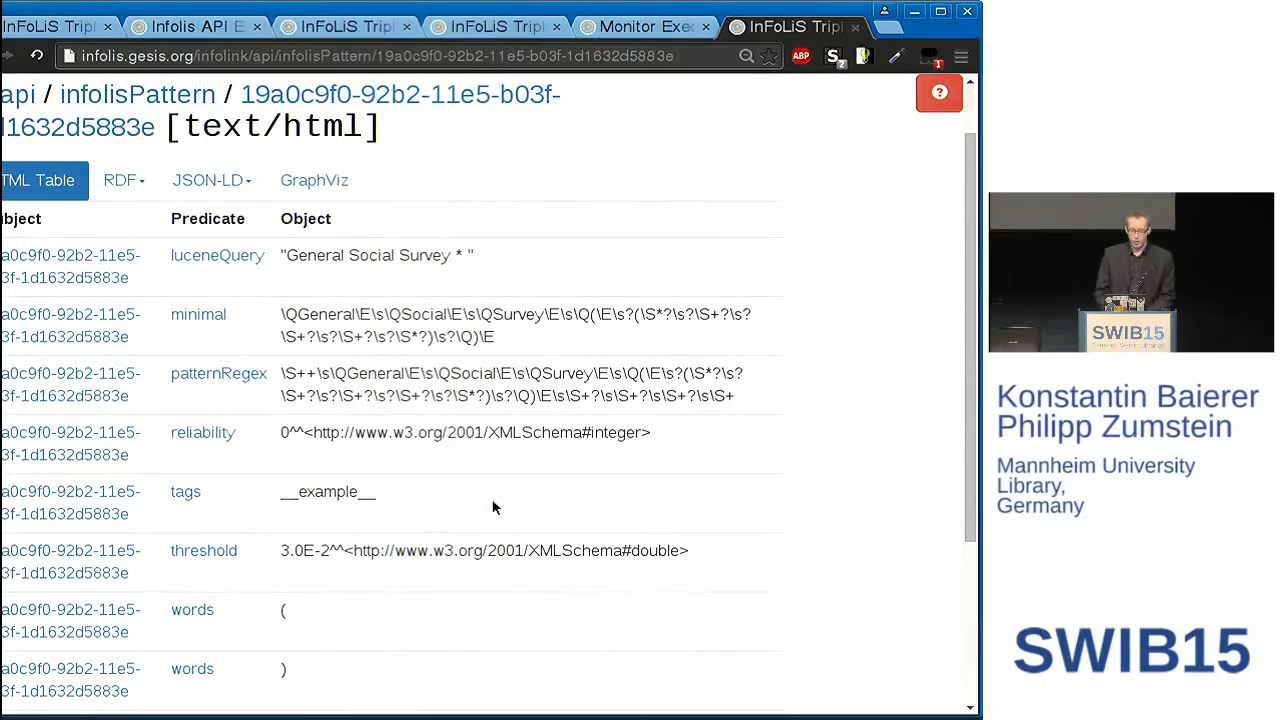 InFoLiS Tripl
Infolis API E
InFoLiS Tripl
InFoLiS Tripl
Monitor Exec
InFoLiS Tripl
infolis.gesis.org/infolink/api/infolisPattern/19a0c9f0-92b2-11e5-b03f-1d1632d5883e
ABP
S
2
1
api / infolisPattern / 19a0c9f0-92b2-11e5-b03f-
d1632d5883e [text/html]
TML Table
RDF
JSON-LD
GraphViz
bject
Predicate
Object
a0c9f0-92b2-11e5-
3f-1d1632d5883e
luceneQuery
"General Social Survey * "
a0c9f0-92b2-11e5-
3f-1d1632d5883e
minimal
\QGeneral\E\s\QSocial\E\s\QSurvey\E\s\Q(\E\s?(\S*?\s?\S+?\s?
\S+?\s?\S+?\s?\S*?)\s?\Q)\E
a0c9f0-92b2-11e5-
3f-1d1632d5883e
patternRegex
\S++\s\QGeneral\E\s\QSocial\E\s\QSurvey\E\s\Q(\E\s?(\S*?\s?
\S+?\s?\S+?\s?\S+?\s?\S*?)\s?\Q)\E\s\S+?\s\S+?\s\S+?\s\S+
a0c9f0-92b2-11e5-
3f-1d1632d5883e
reliability
0^^<http://www.w3.org/2001/XMLSchema#integer>
a0c9f0-92b2-11e5-
3f-1d1632d5883e
tags
__example__
a0c9f0-92b2-11e5-
3f-1d1632d5883e
threshold
3.0E-2^^<http://www.w3.org/2001/XMLSchema#double>
a0c9f0-92b2-11e5-
3f-1d1632d5883e
words
(
a0c9f0-92b2-11e5-
3f-1d1632d5883e
words
)
SWIB15
Konstantin Baierer
Philipp Zumstein
Mannheim University
Library,
Germany
SWIB15